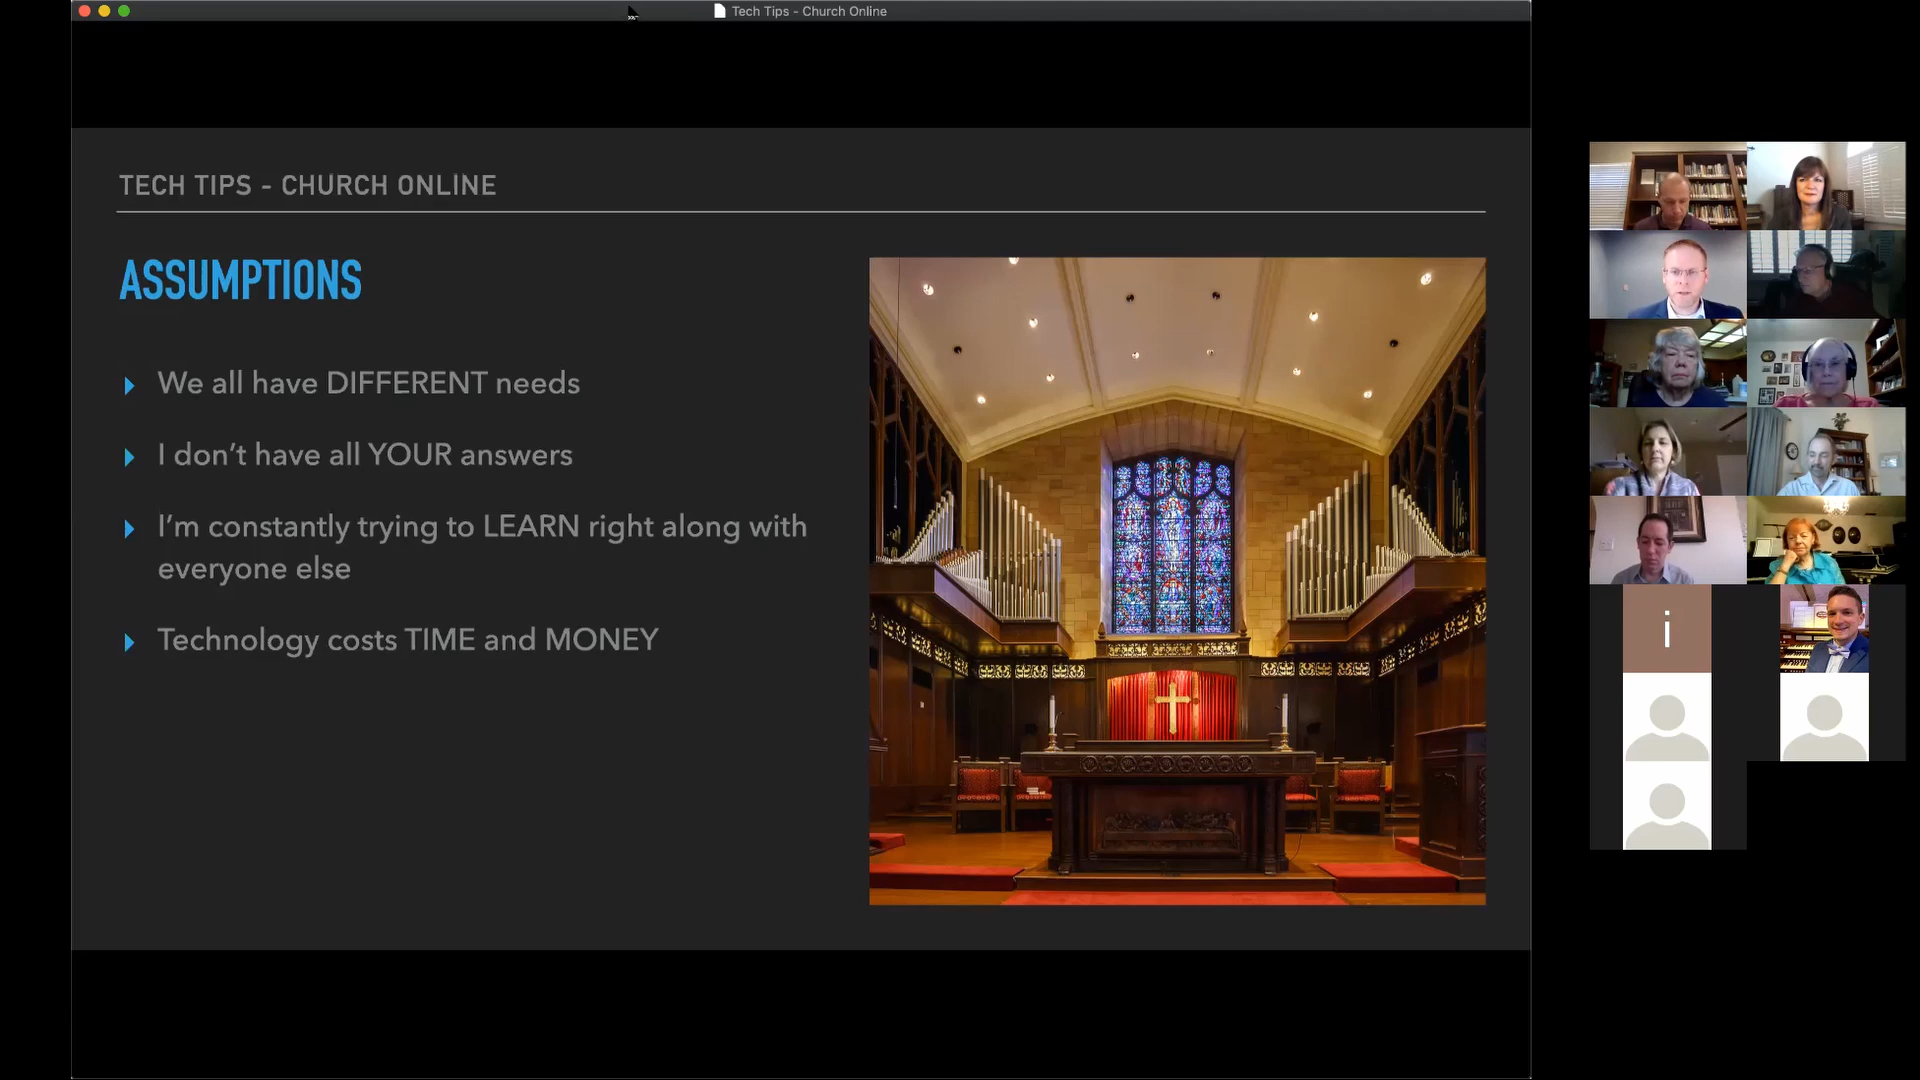 Tech Tips - Church Online
TECH TIPS - CHURCH ONLINE
ASSUMPTIONS
We all have DIFFERENT needs
I don’t have all YOUR answers
I’m constantly trying to LEARN right along with
everyone else
Technology costs TIME and MONEY
i